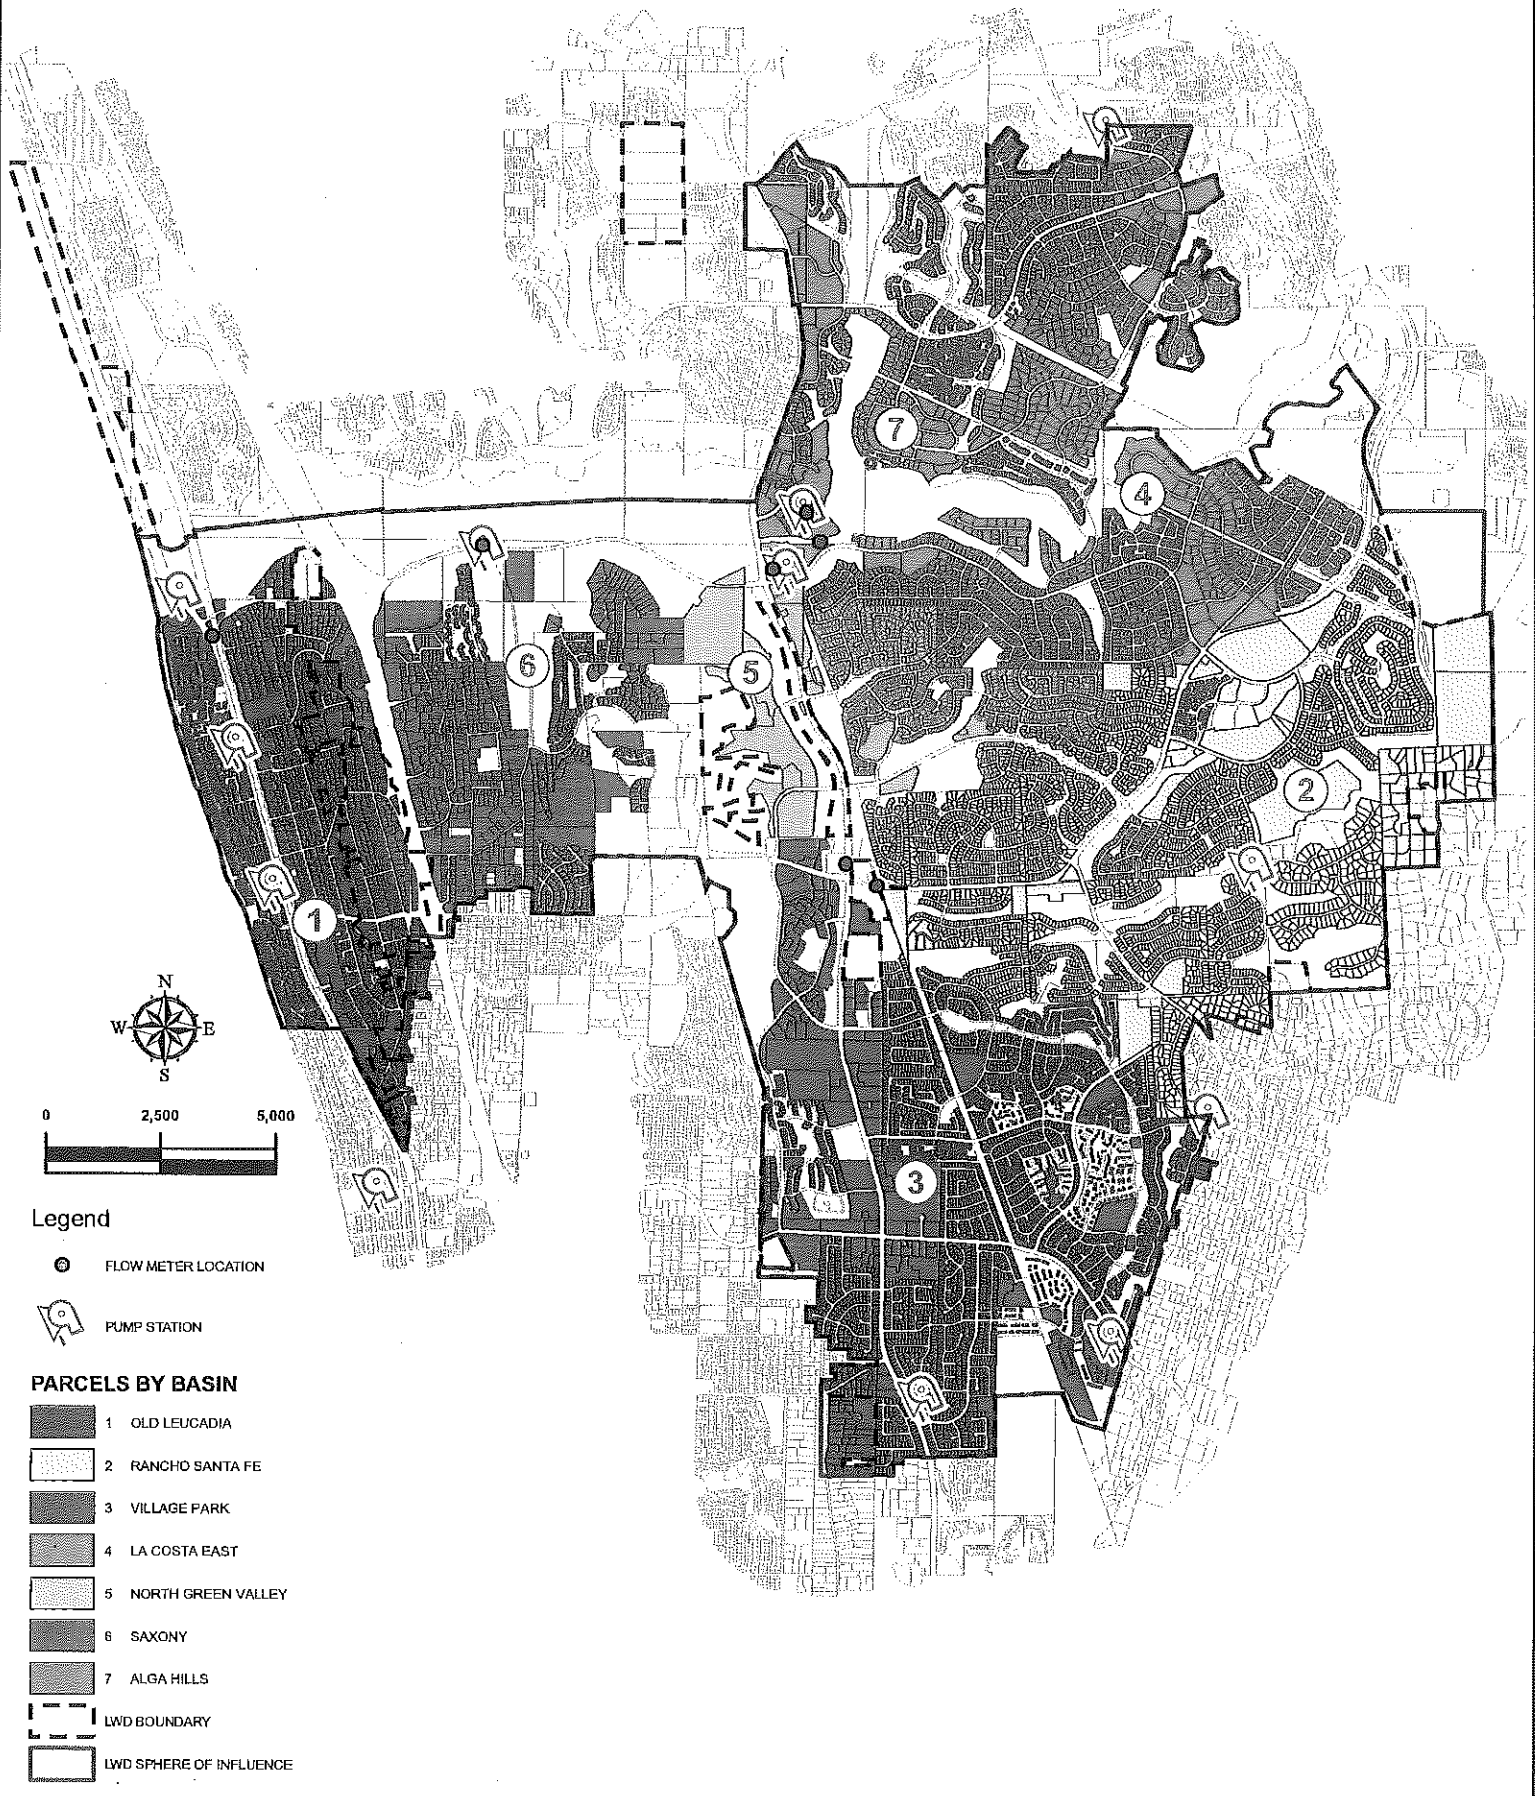 7
4
6
5
2
1
N
W E
S
0 2,500 5,000
3
Legend
FLOW METER LOCATION
PUMP STATION
PARCELS BY BASIN
1 OLD LEUCADIA
2 RANCHO SANTA FE
3 VILLAGE PARK
4 LA COSTA EAST
5 NORTH GREEN VALLEY
6 SAXONY
7 ALGA HILLS
LWD BOUNDARY
LWD SPHERE OF INFLUENCE